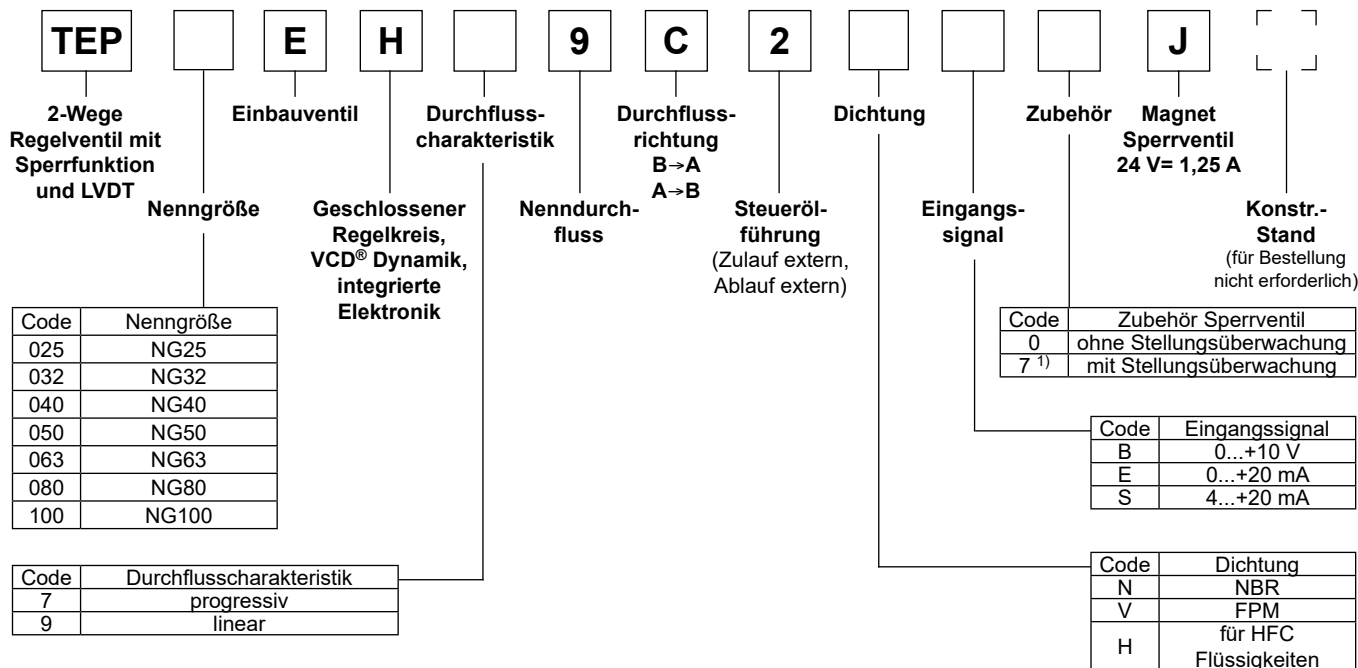 TEP E H 9 C 2 J
2-Wege
Regelventil mit
Sperrfunktion
und LVDT
Nenngröße
Einbauventil
Geschlossener
Regelkreis,
VCD® Dynamik,
integrierte
Elektronik
Durchfluss-
charakteristik
Nenndurch-
fluss
Durchfluss-
richtung
B→A
A→B
Steueröl-
führung
(Zulauf extern,
Ablauf extern)
Dichtung
Eingangs-
signal
Zubehör
Magnet
Sperrventil
24 V= 1,25 A
Konstr.-
Stand
(für Bestellung
nicht erforderlich)
Code Nenngröße
025 NG25
032 NG32
040 NG40
050 NG50
063 NG63
080 NG80
100 NG100
Code Durchflusscharakteristik
7 progressiv
9 linear
Code Zubehör Sperrventil
0 ohne Stellungsüberwachung
7 1) mit Stellungsüberwachung
Code Eingangssignal
B 0...+10 V
E 0...+20 mA
S 4...+20 mA
Code Dichtung
N NBR
V FPM
H für HFC
Flüssigkeiten